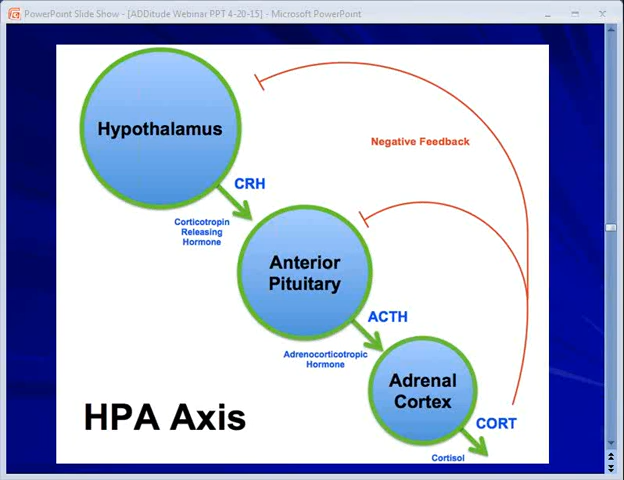 PowerPoint Slide Show - [ADDitude Webinar PPT 4-20-15] - Microsoft PowerPoint
Hypothalamus
Negative Feedback
CRH
Corticotropin
Releasing
Hormone
Anterior
Pituitary
ACTH
Adrenocorticotropic
Hormone
Adrenal
Cortex
HPA Axis
CORT
Cortisol